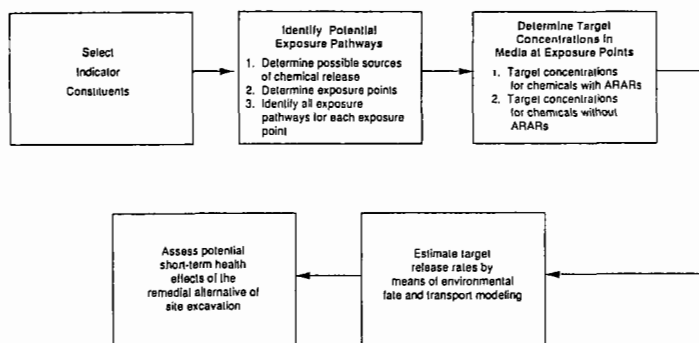 Select
Indicator
Constituents
Identify Potential
Exposure Pathways
1. Determine possible sources
of chemical release
2. Determine exposure points
3. Identify all exposure
pathways for each exposure
point
Determine Target
Concentrations in
Media at Exposure Points
1. Target concentrations
for chemicals with ARARs
2. Target concentrations
for chemicals without
ARARs
Assess potential
short-term health
effects of the
remedial alternative of
site excavation
Estimate target
release rates by
means of environmental
fate and transport modeling